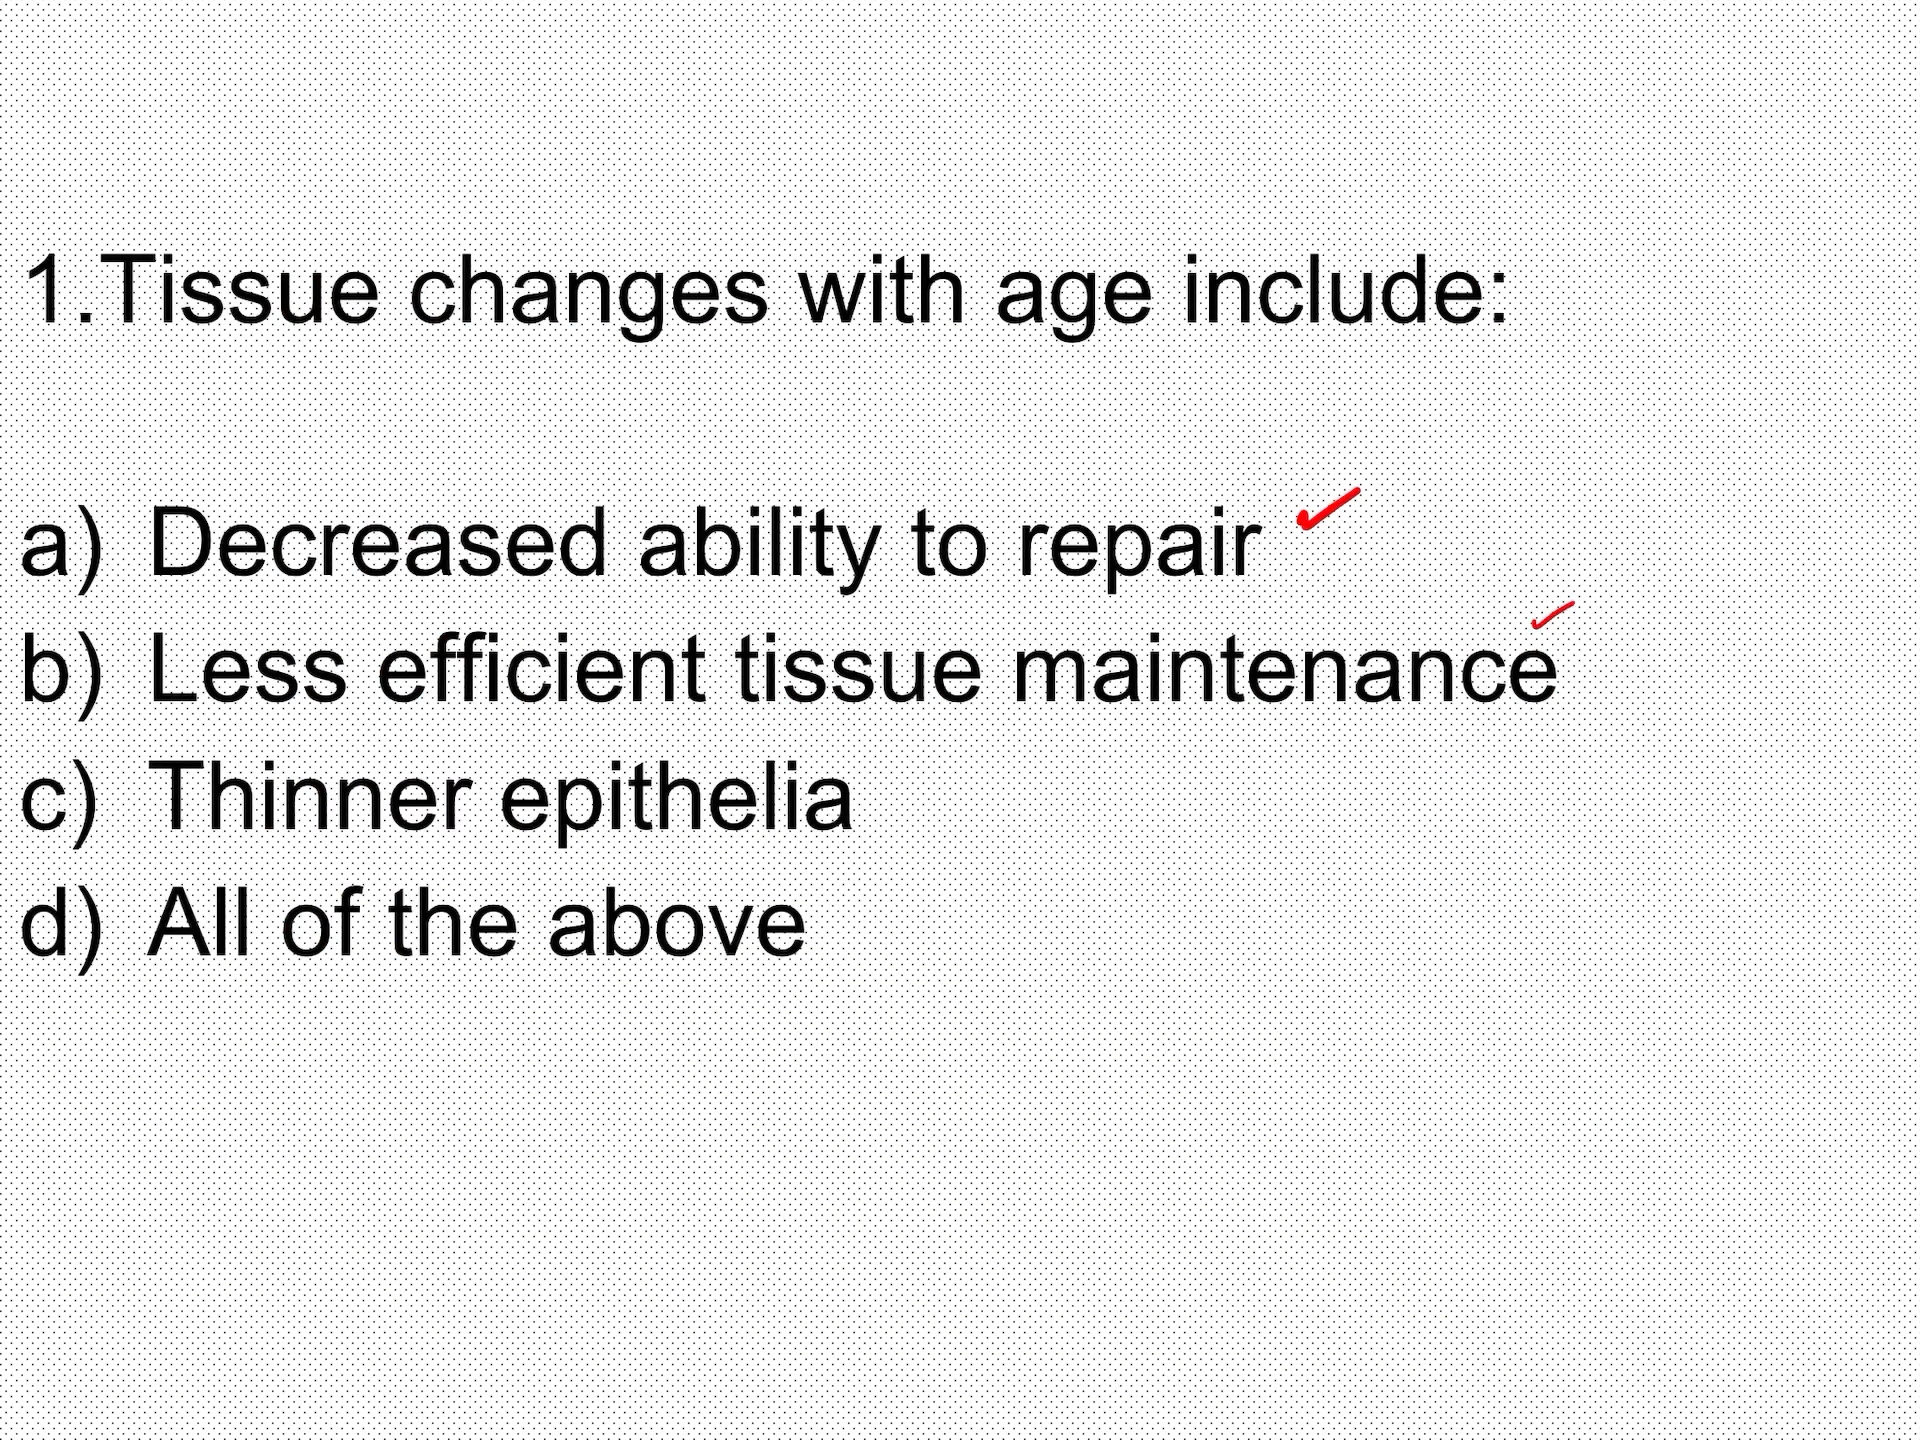 1.Tissue changes with age include:
a) Decreased ability to repair
b) Less efficient tissue maintenance
c) Thinner epithelia
d) All of the above